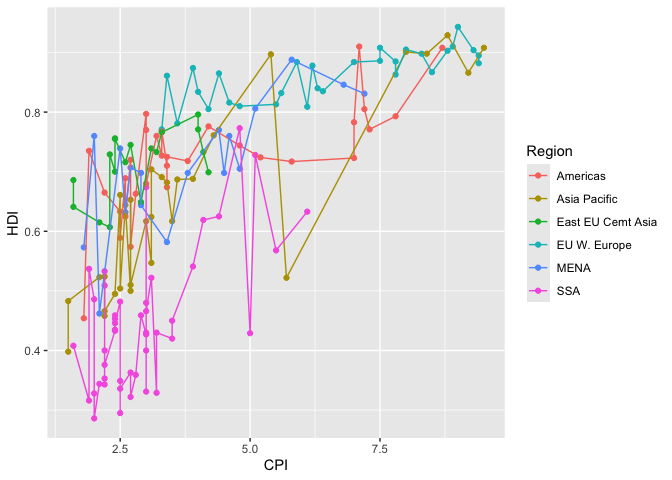 0.8
0.6
0.4
HDI
2.5 5.0 7.5
CPI
Region
Americas
Asia Pacific
East EU Cemt Asia
EU W. Europe
MENA
SSA